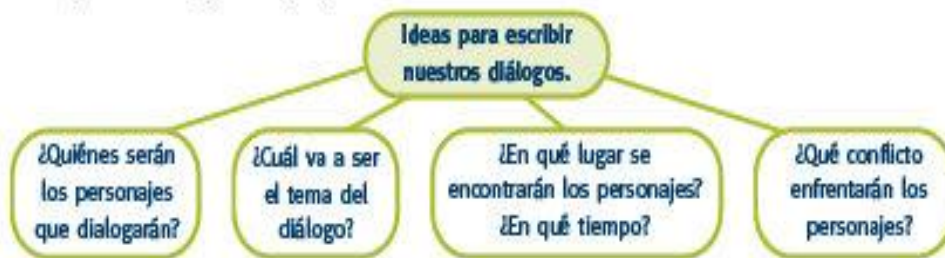 Ideas para escribir
nuestros diálogos.
¿Quiénes serán
los personajes
que dialogarán?
¿Cuál va a ser
el tema del
diálogo?
¿En qué lugar se
encontrarán los personajes?
¿En qué tiempo?
¿Qué conflicto
enfrentarán los
personajes?